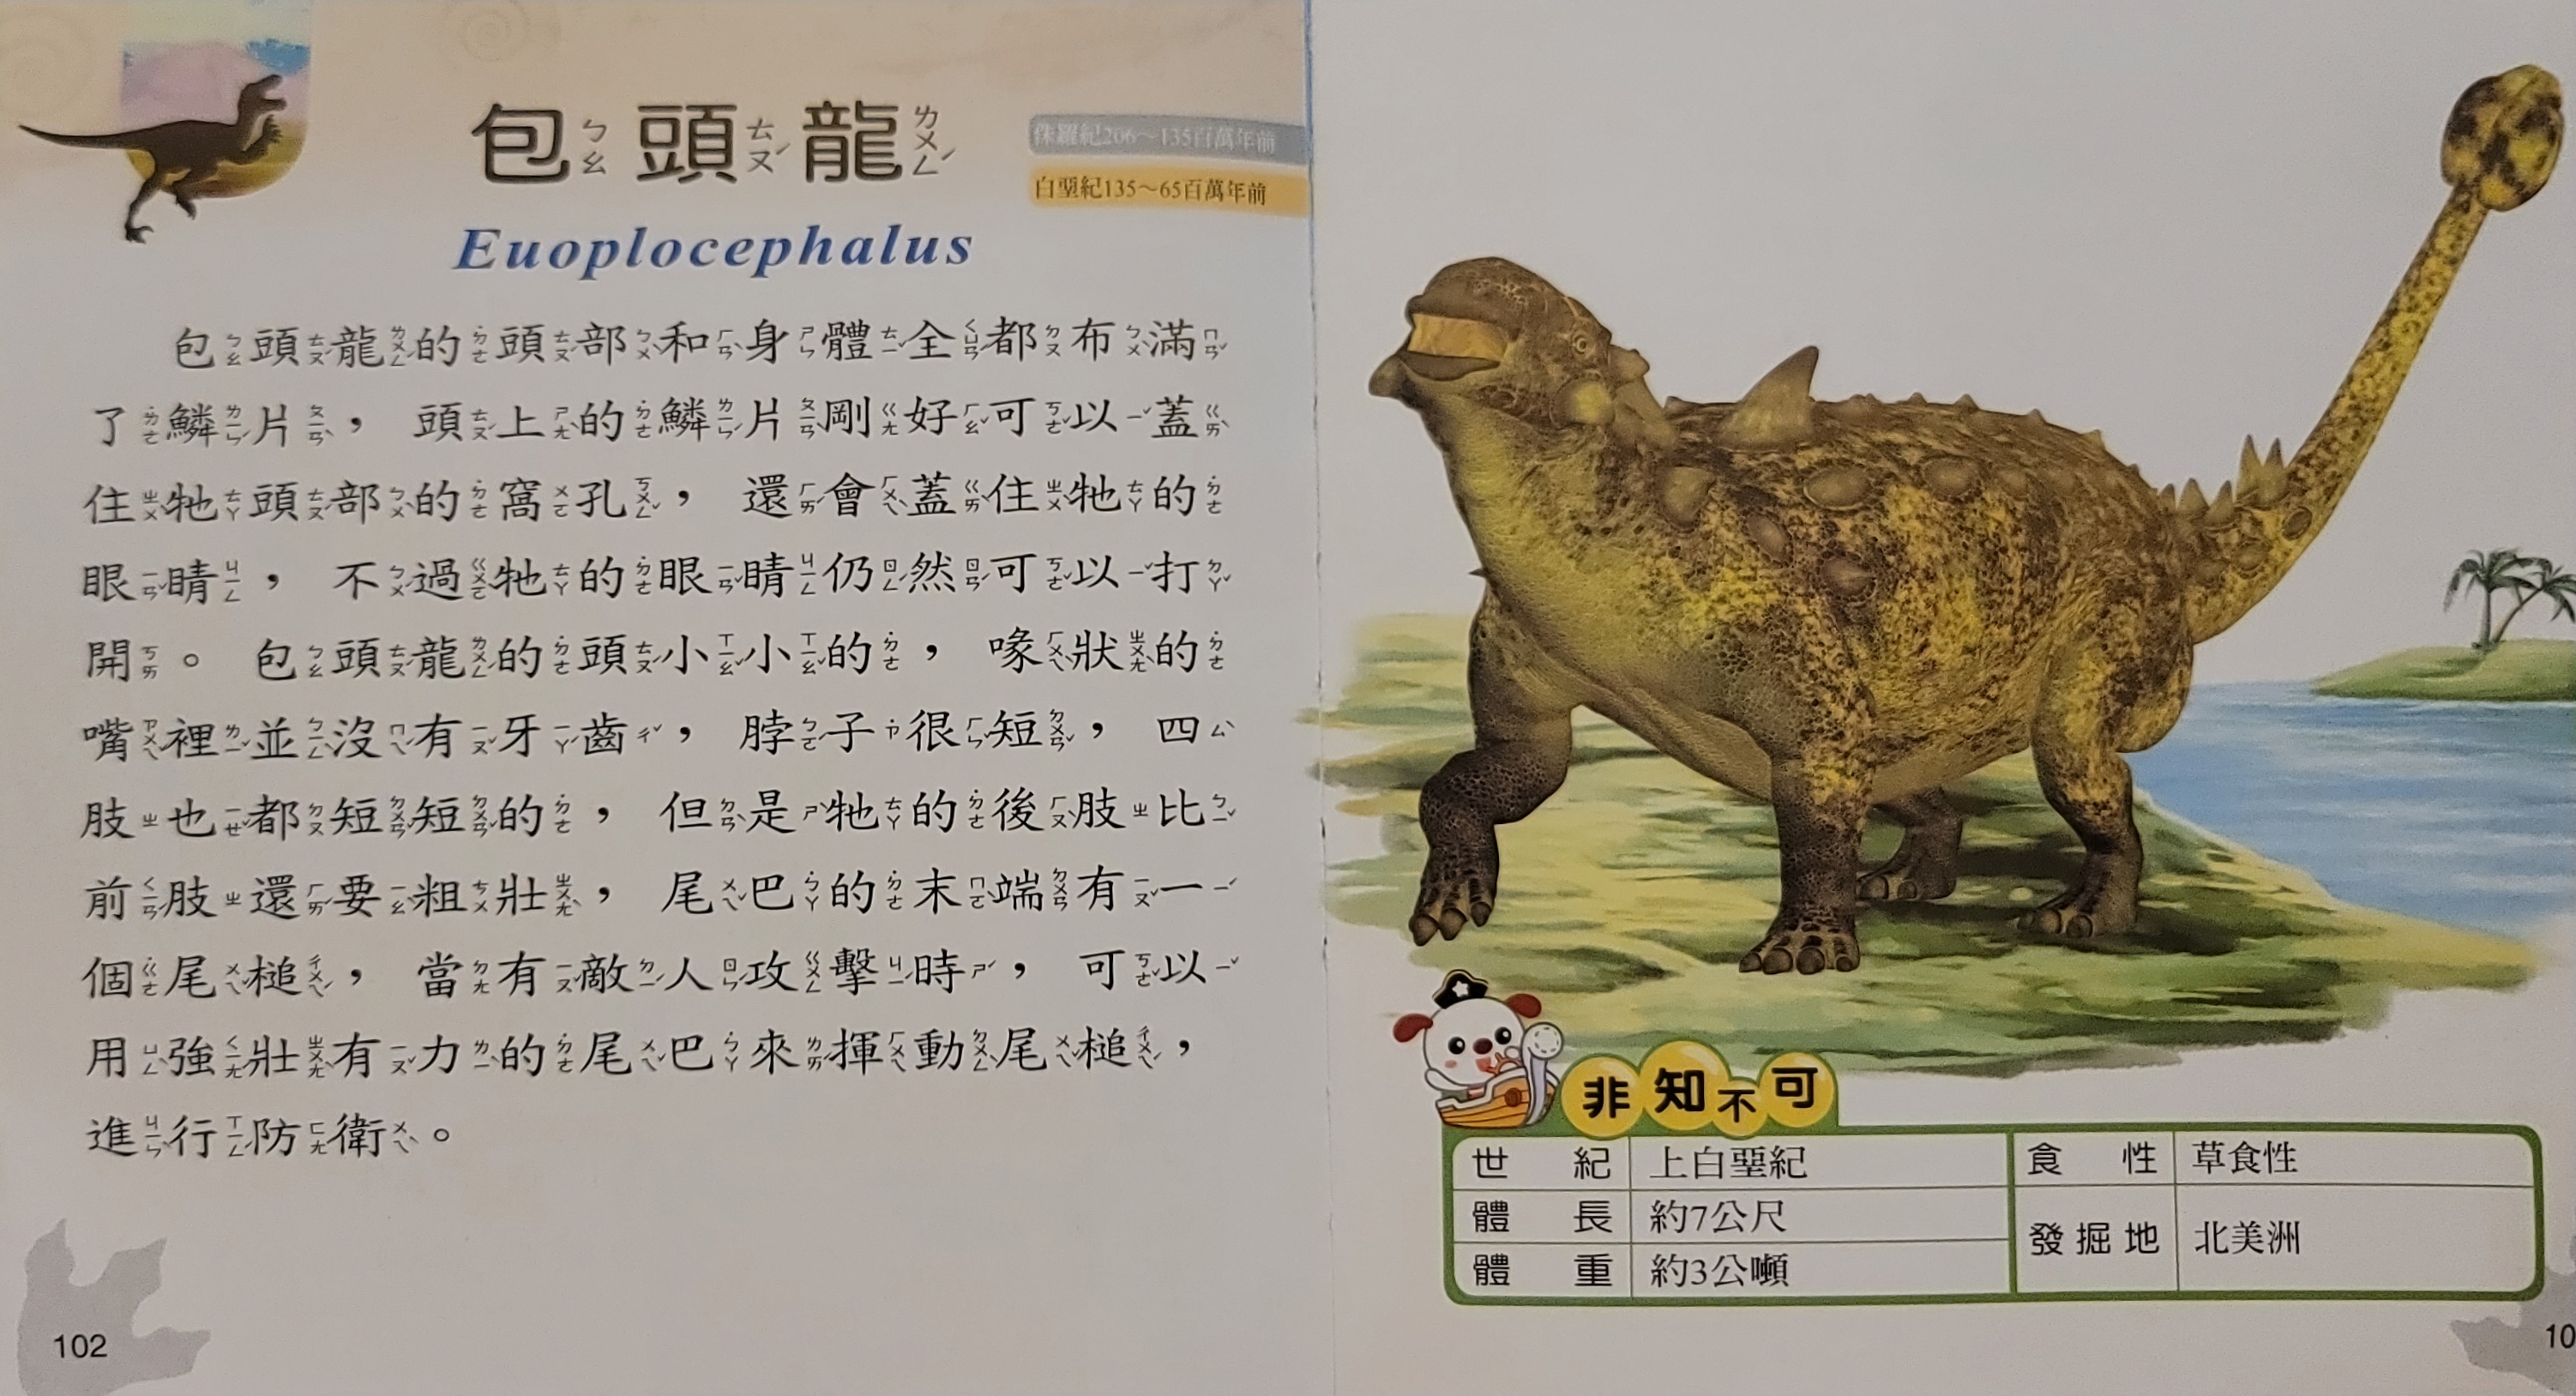 包頭龍
侏羅紀206~135百萬年前
白堊紀135~65百萬年前
Euoplocephalus
包頭龍的頭部和身體全都布滿
了鱗片，頭上的鱗片剛好可以蓋
住牠頭部的窩孔，還會蓋住牠的
眼睛，不過牠的眼睛仍然可以打
開。包頭龍的頭小小的，喙狀的
嘴裡並沒有牙齒，脖子很短，四
肢也都短短的，但是牠的後肢比
前肢還要粗壯，尾巴的末端有一
個尾槌，當有敵人攻擊時，可以
用強壯有力的尾巴來揮動尾槌，
進行防衛。
102
非知不可
世紀 上白堊紀
體長 約7公尺
體重 約3公噸
食性 草食性
發掘地 北美洲